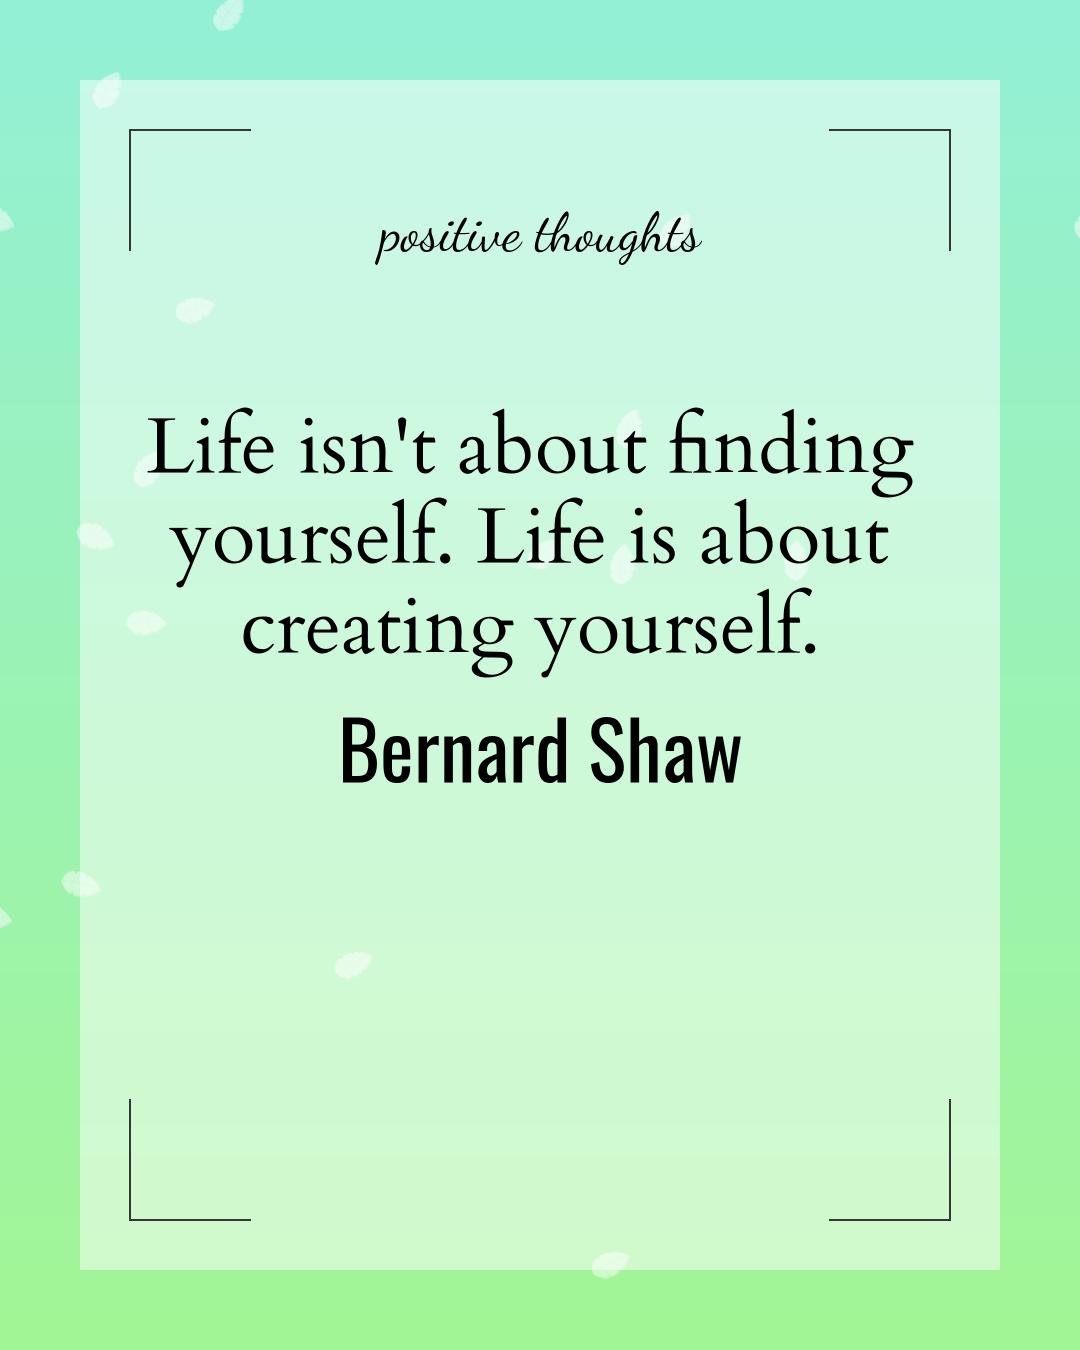 positive thoughts
Life isn't about finding
yourself. Life is about
creating yourself.
Bernard Shaw